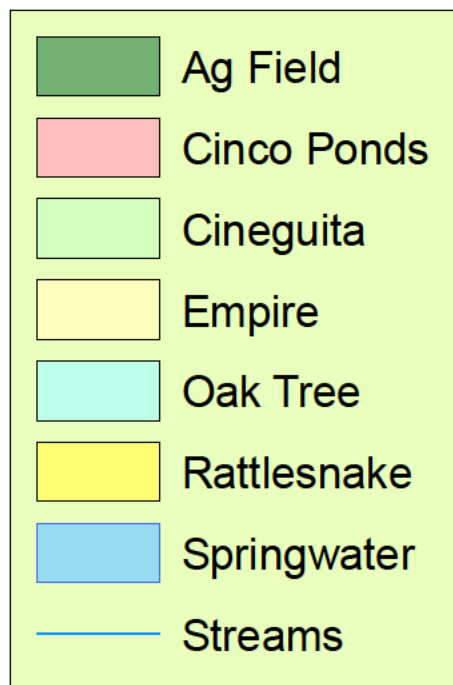 Ag Field
Cinco Ponds
Cineguita
Empire
Oak Tree
Rattlesnake
Springwater
Streams